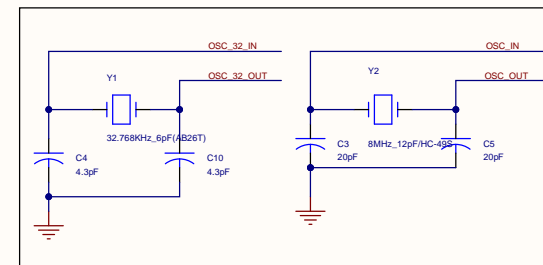 OSC_32_IN
OSC_IN
OSC_32_OUT
OSC_OUT
Y1
Y2
32.768KHz_6pF(AB26T)
8MHz_12pF/HC-49S
C4
4.3pF
C10
4.3pF
C3
20pF
C5
20pF